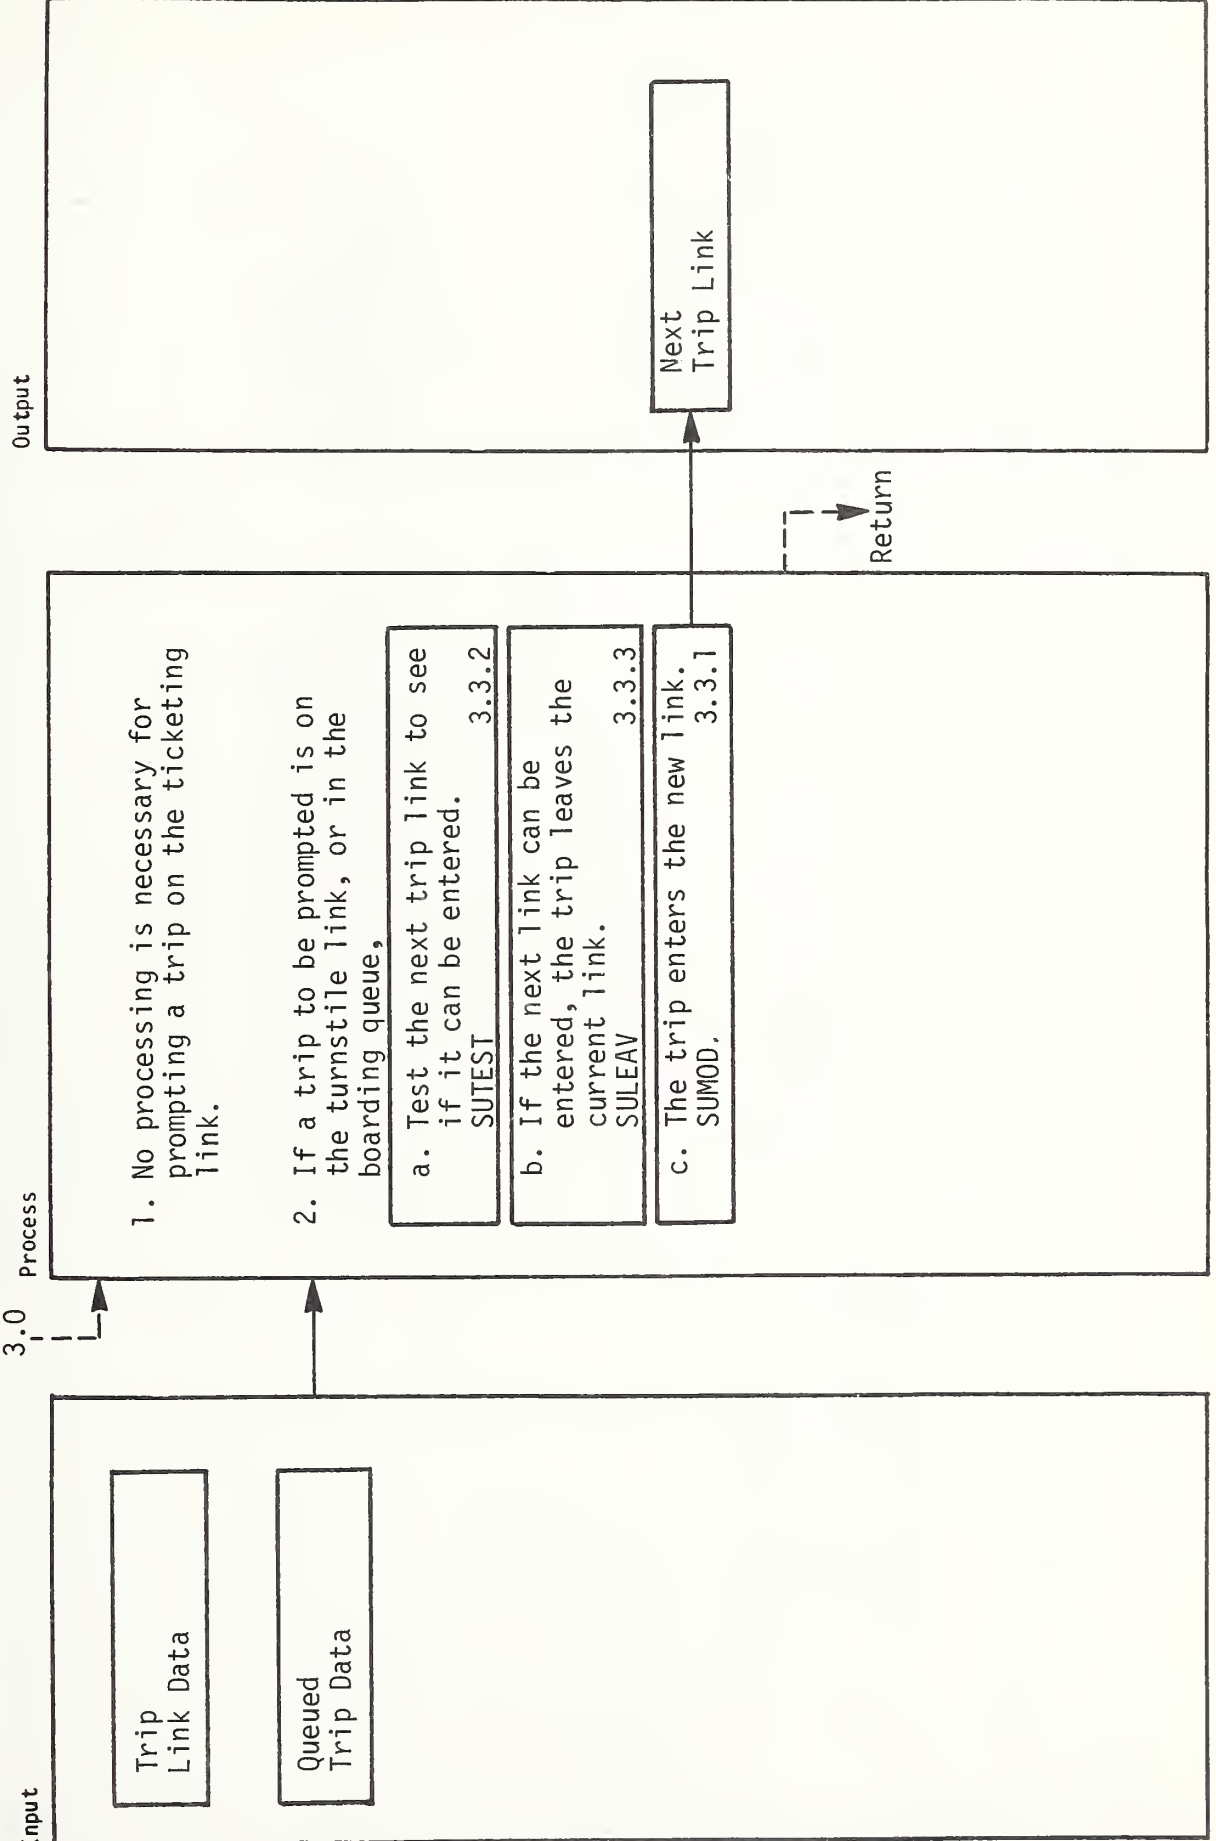 Input
Trip
Link Data
Queued
Trip Data
3.0
Process
1. No processing is necessary for
prompting a trip on the ticketing
link.
2. If a trip to be prompted is on
the turnstile link, or in the
boarding queue,
a. Test the next trip link to see
if it can be entered.
SUTEST 3.3.2
b. If the next link can be
entered, the trip leaves the
current link.
SULEAV 3.3.3
c. The trip enters the new link.
SUMOD. 3.3.1
Return
Output
Next
Trip Link